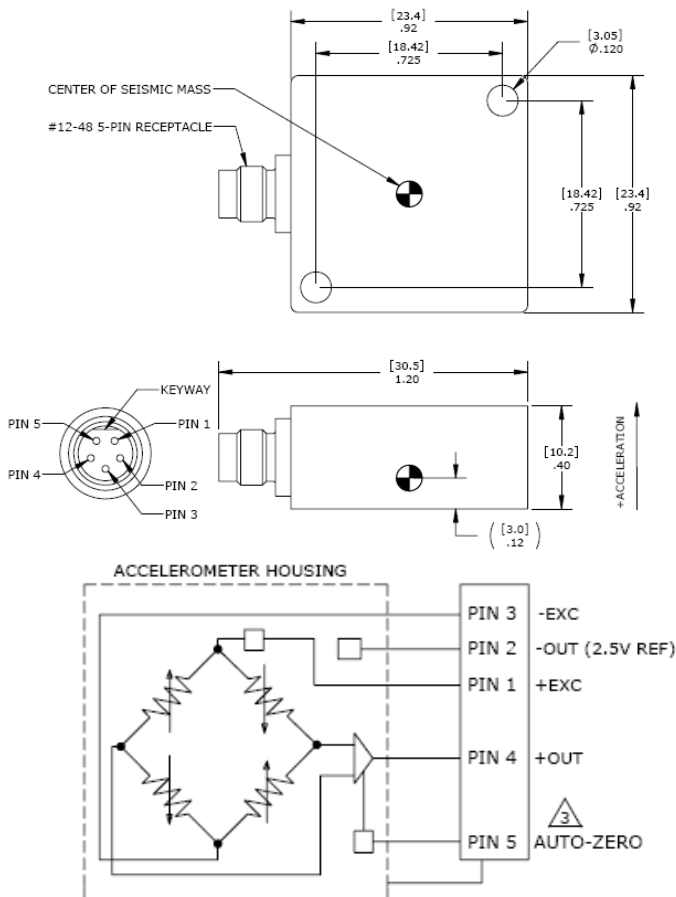 [23.4]
.92
[18.42]
.725
[3.05]
Ø.120
CENTER OF SEISMIC MASS
#12-48 5-PIN RECEPTACLE
[18.42]
.725
[23.4]
.92
[30.5]
1.20
KEYWAY
PIN 5
PIN 1
PIN 4
PIN 2
PIN 3
[10.2]
.40
+ACCELERATION
( [3.0]
.12 )
ACCELEROMETER HOUSING
PIN 3 -EXC
PIN 2 -OUT (2.5V REF)
PIN 1 +EXC
PIN 4 +OUT
3
PIN 5 AUTO-ZERO